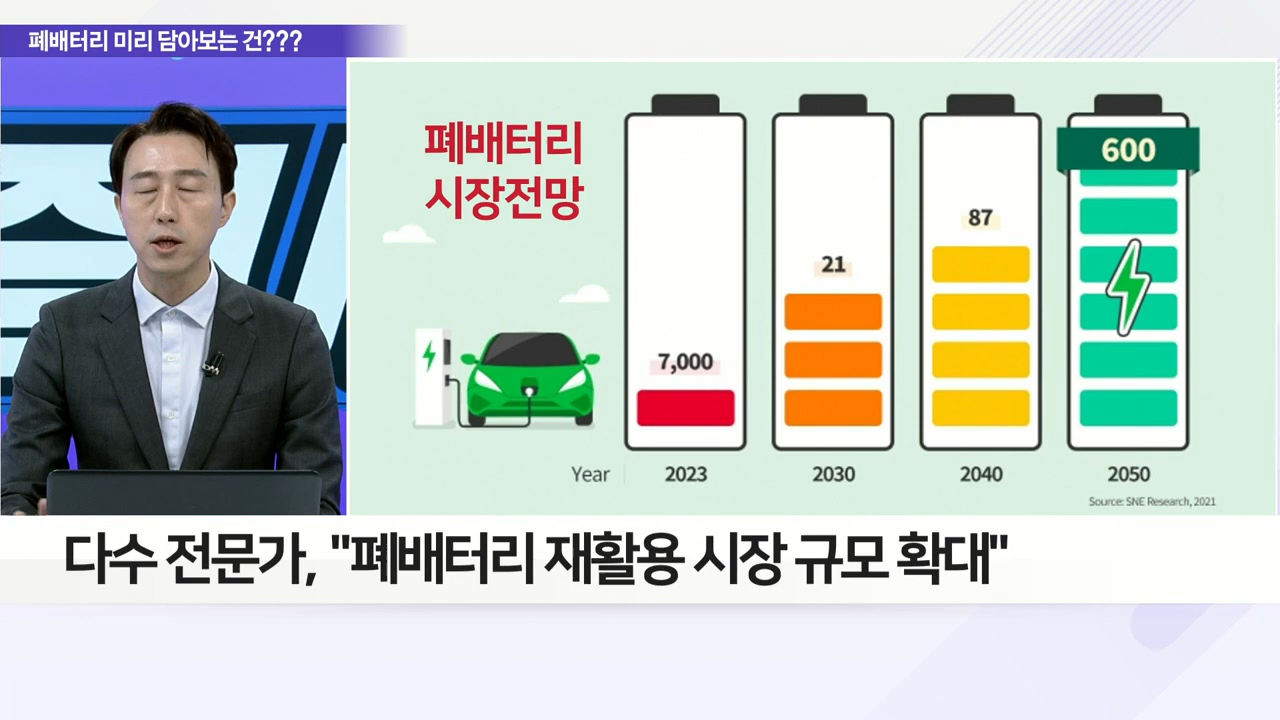 폐배터리 미리 담아보는 건???
폐배터리
시장전망
600
87
21
7,000
Year
2023
2030
2040
2050
Source: SNE Research, 2021
다수 전문가, "폐배터리 재활용 시장 규모 확대"